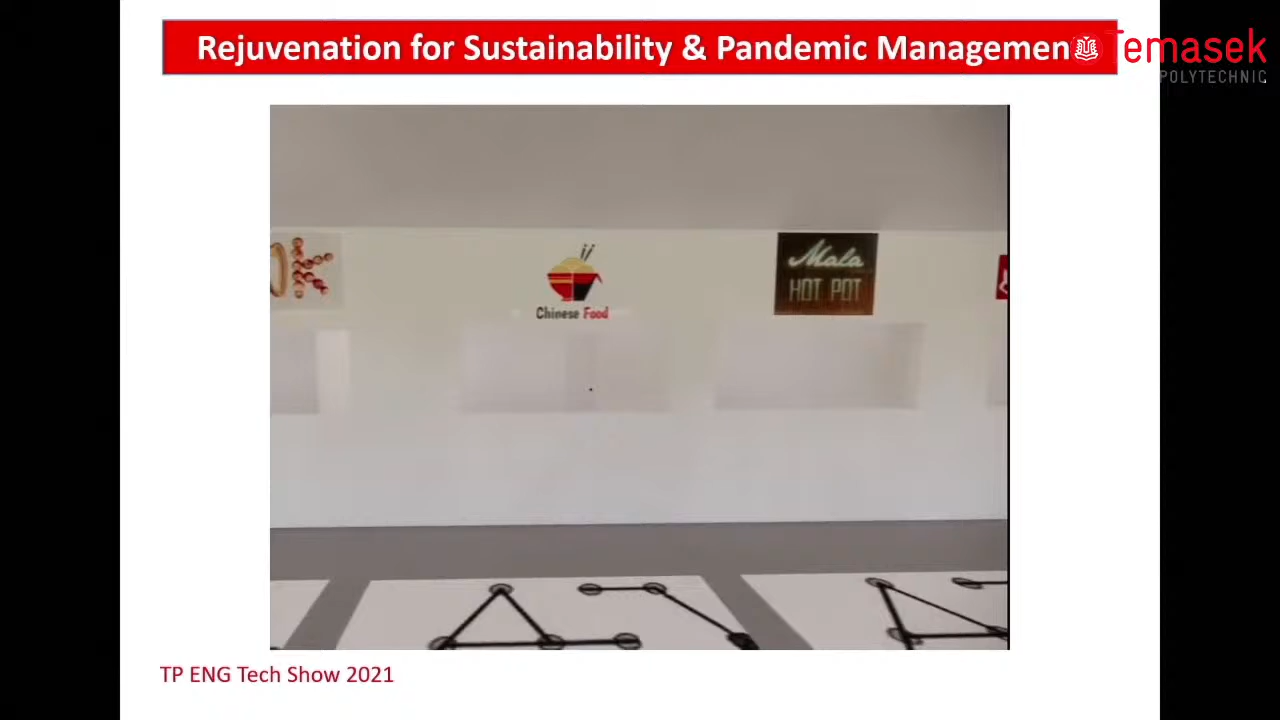 Rejuvenation for Sustainability & Pandemic Managemen
Temasek
POLYTECHNIC
K
Chinese Food
Mala
HOT POT
TP ENG Tech Show 2021